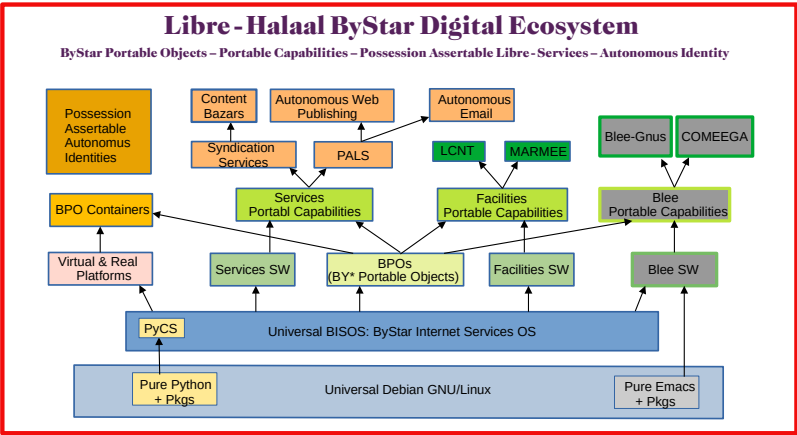 Libre-Halaal ByStar Digital Ecosystem
ByStar Portable Objects – Portable Capabilities – Possession Assertable Libre-Services – Autonomous Identity
Possession
Assertable
Autonomus
Identities
Content
Bazars
Autonomous Web
Publishing
Autonomous
Email
Syndication
Services
PALS
LCNT
MARMEE
Blee-Gnus
COMEEGA
BPO Containers
Services
Portabl Capabilities
Facilities
Portable Capabilities
Blee
Portable Capabilities
Virtual & Real
Platforms
Services SW
BPOs
(BY* Portable Objects)
Facilities SW
Blee SW
PyCS
Universal BISOS: ByStar Internet Services OS
Pure Python
+ Pkgs
Universal Debian GNU/Linux
Pure Emacs
+ Pkgs